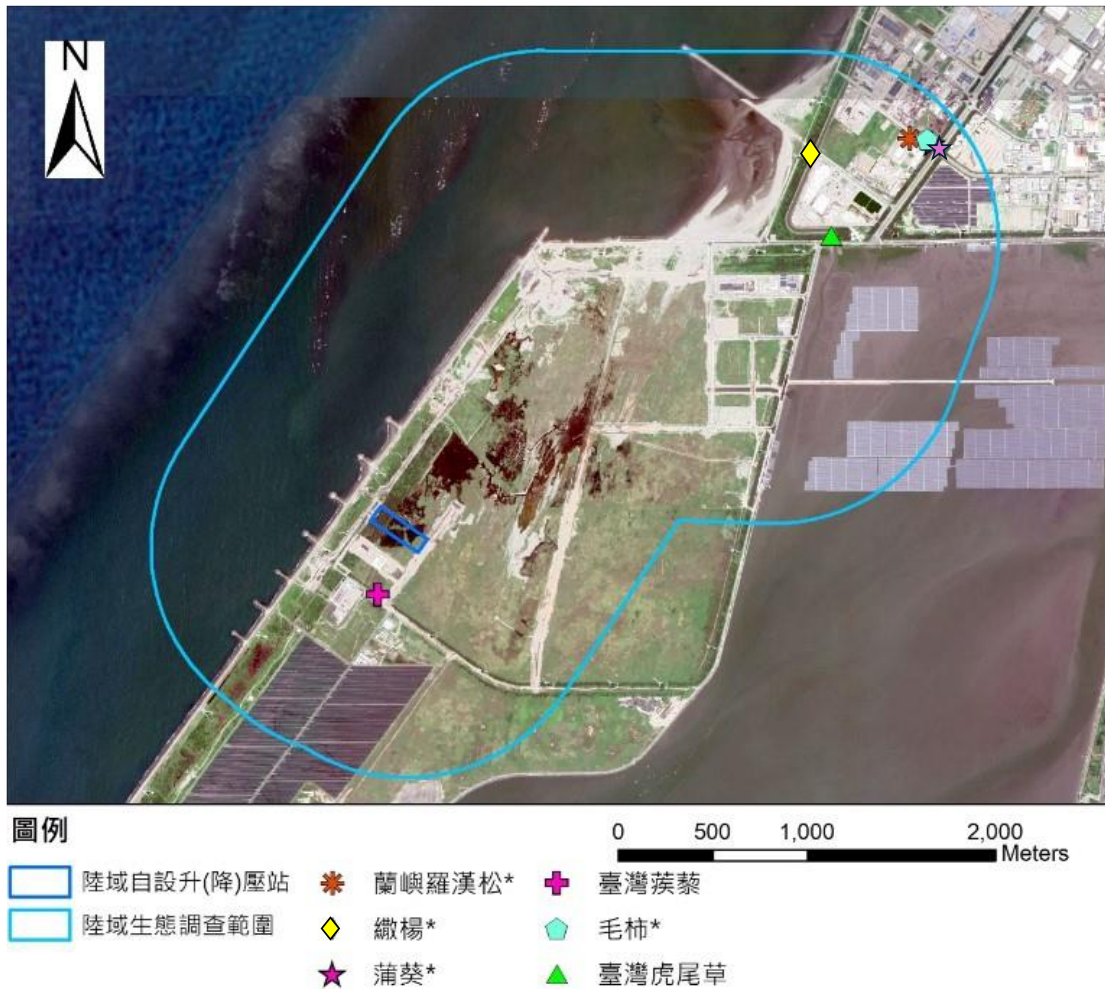 N
圖例
0 500 1,000 2,000
Meters
陸域自設升(降)壓站
陸域生態調查範圍
蘭嶼羅漢松*
繖楊*
蒲葵*
臺灣蒺藜
毛柿*
臺灣虎尾草